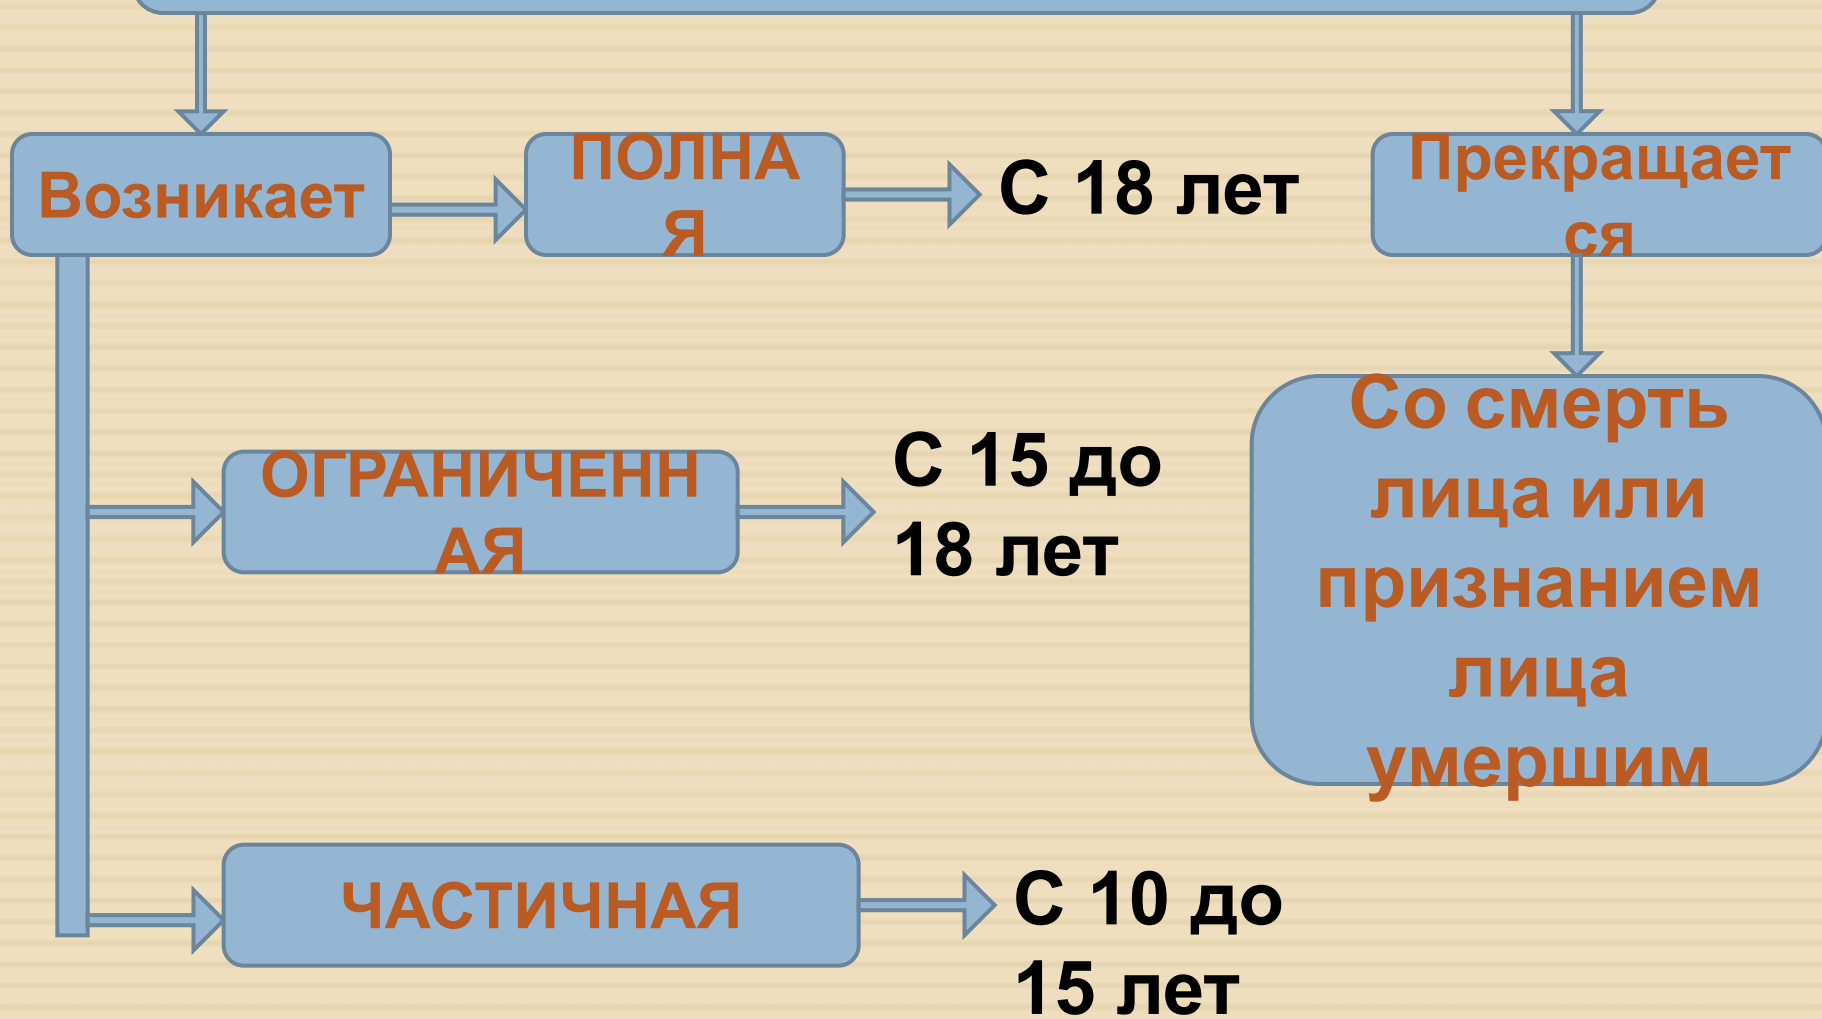 Возникает
ПОЛНА
Я
С 18 лет
Прекращает
ся
ОГРАНИЧЕНН
АЯ
С 15 до
18 лет
Со смерть
лица или
признанием
лица
умершим
ЧАСТИЧНАЯ
С 10 до
15 лет